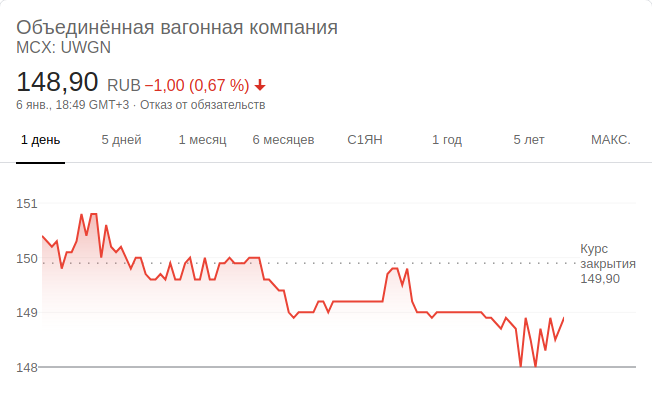 Объединённая вагонная компания
MCX: UWGN
148,90 RUB −1,00 (0,67 %)
6 янв., 18:49 GMT+3 · Отказ от обязательств
1 день 5 дней 1 месяц 6 месяцев С1ЯН 1 год 5 лет МАКС.
151
150
149
148
Курс
закрытия
149,90